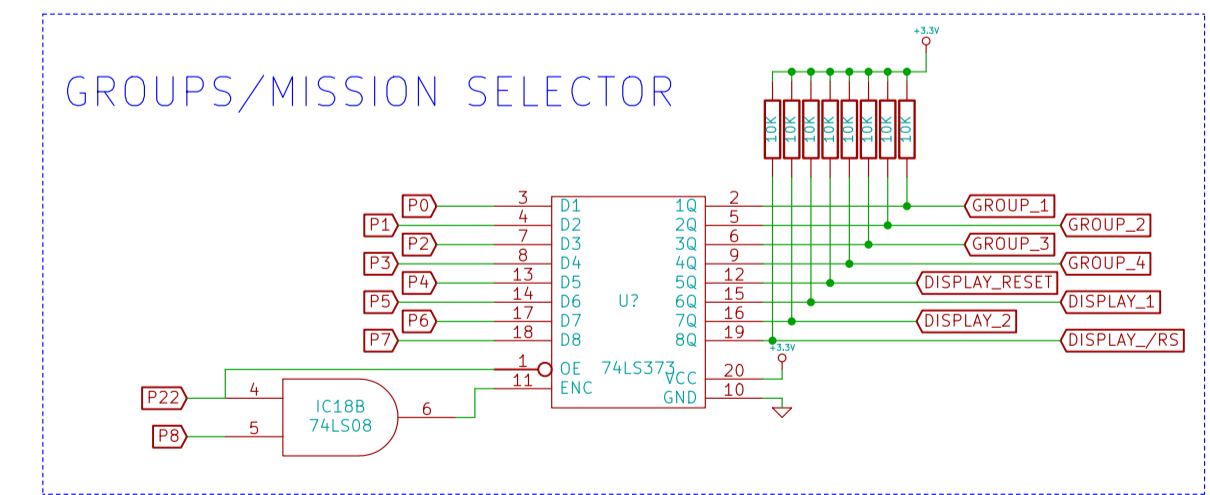 +3.3V
GROUPS/MISSION SELECTOR
10K 10K 10K 10K 10K 10K 10K 10K
P0 3 D1 1Q 2 GROUP_1
P1 4 D2 2Q 5 GROUP_2
P2 7 D3 3Q 6 GROUP_3
P3 8 D4 4Q 9 GROUP_4
P4 13 D5 5Q 12 DISPLAY_RESET
P5 14 D6 U? 6Q 15 DISPLAY_1
P6 17 D7 7Q 16 DISPLAY_2
P7 18 D8 8Q 19 DISPLAY_/RS
+3.3V
1 OE 74LS373
VCC 20
11 ENC
GND 10
P22 4
IC18B
74LS08
6
P8 5